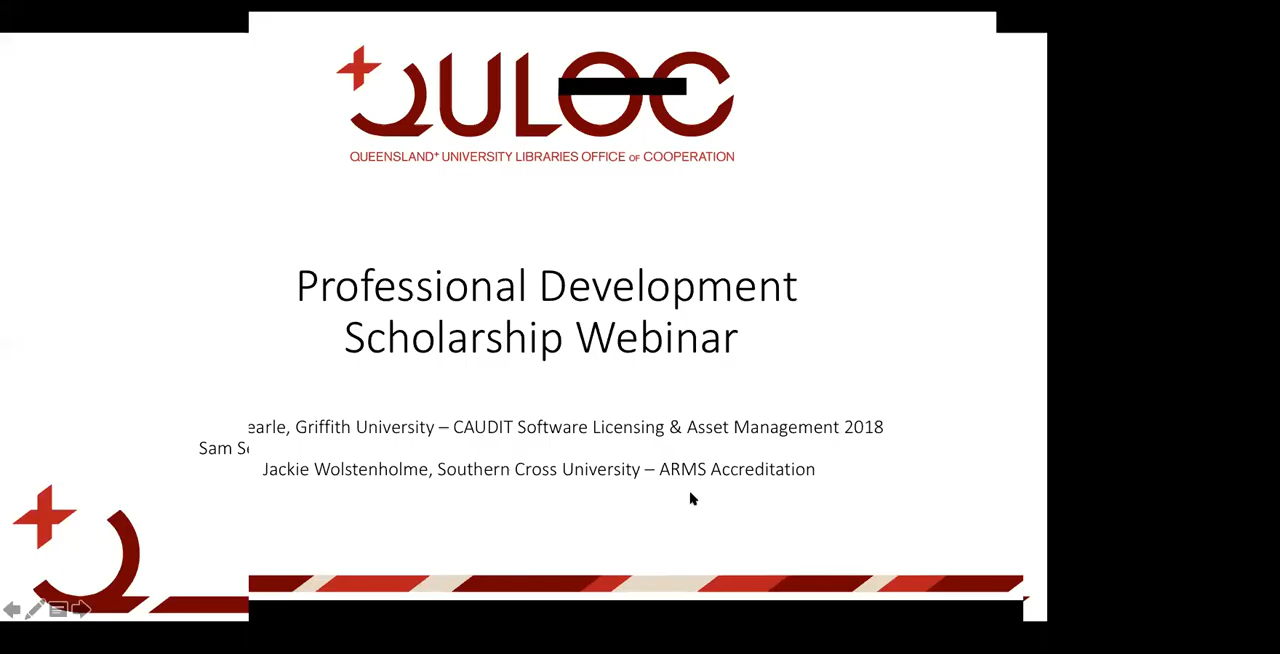 QULOC
QUEENSLAND+ UNIVERSITY LIBRARIES OFFICE OF COOPERATION
Professional Development
Scholarship Webinar
earle, Griffith University – CAUDIT Software Licensing & Asset Management 2018
Sam Se
Jackie Wolstenholme, Southern Cross University – ARMS Accreditation